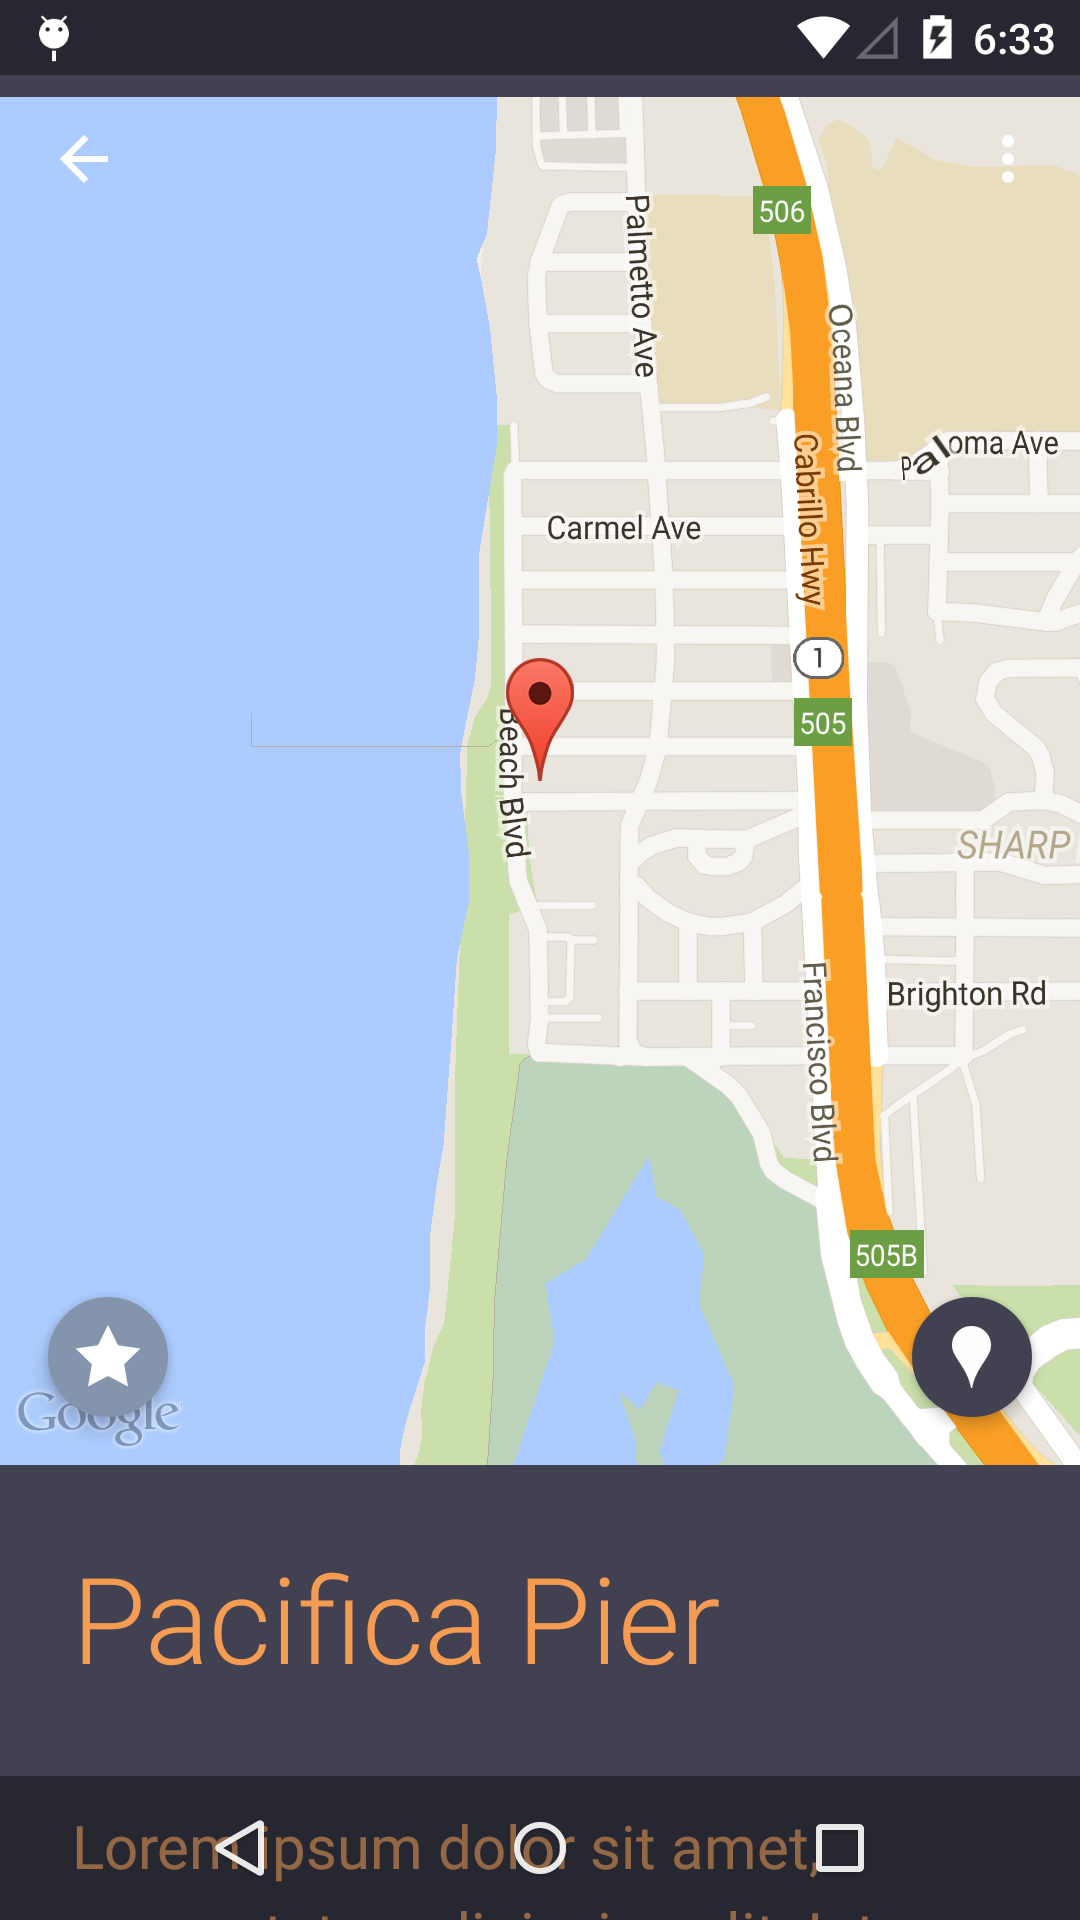 6:33
506
Palmetto Ave
Oceana Blvd
Paloma Ave
Cabrillo Hwy
Carmel Ave
1
505
Beach Blvd
SHARP
Brighton Rd
Francisco Blvd
505B
Google
Pacifica Pier
Lorem ipsum dolor sit amet,